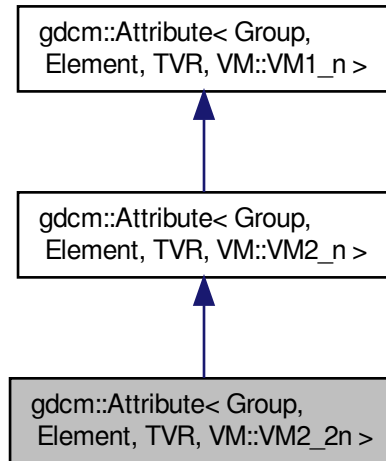 gdcm::Attribute< Group,
Element, TVR, VM::VM1_n >
gdcm::Attribute< Group,
Element, TVR, VM::VM2_n >
gdcm::Attribute< Group,
Element, TVR, VM::VM2_2n >